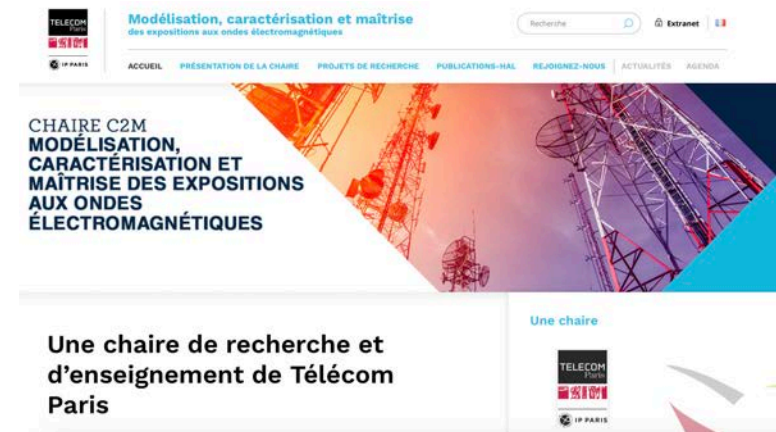 TELECOM
Paris
IP PARIS
Modélisation, caractérisation et maîtrise
des expositions aux ondes électromagnétiques
Recherche
Extranet
ACCUEIL PRÉSENTATION DE LA CHAIRE PROJETS DE RECHERCHE PUBLICATIONS-HAL REJOIGNEZ-NOUS ACTUALITÉS AGENDA
CHAIRE C2M
MODÉLISATION,
CARACTÉRISATION ET
MAÎTRISE DES EXPOSITIONS
AUX ONDES
ÉLECTROMAGNÉTIQUES
Une chaire de recherche et
d’enseignement de Télécom
Paris
Une chaire
TELECOM
Paris
IP PARIS